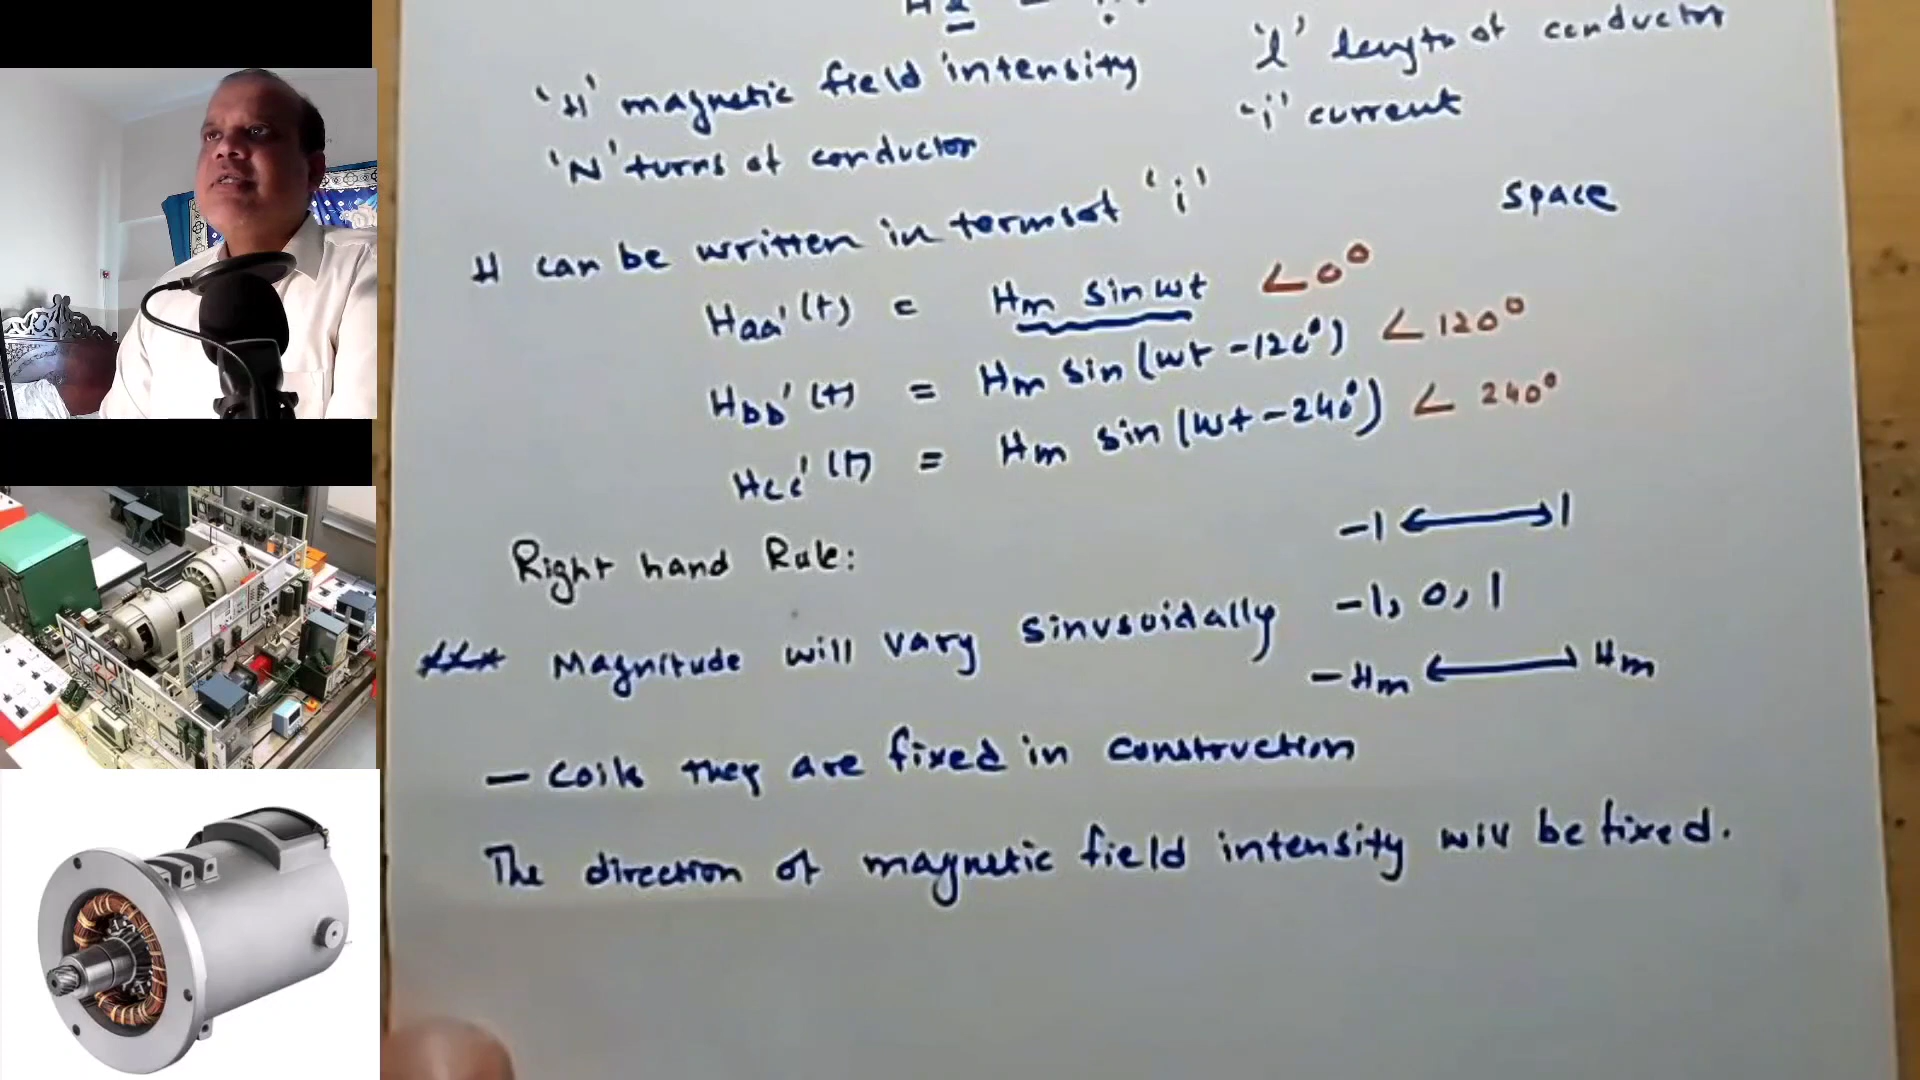 'l' length of conductor
'H' magnetic field intensity
'i' current
'N' turns of conductor
H can be written in terms of 'i'
space
Haa'(t) = Hm sin wt ∠0°
Hbb'(t) = Hm sin (wt -120°) ∠120°
Hcc'(t) = Hm sin (wt -240°) ∠ 240°
Right hand Rule:
-1 ↔ 1
-1, 0, 1
*** Magnitude will vary sinusoidally
-Hm ↔ Hm
— Coils they are fixed in construction
The direction of magnetic field intensity will be fixed.